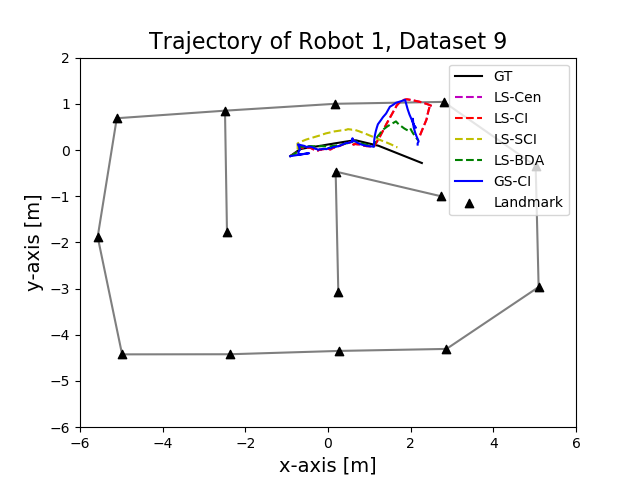 Trajectory of Robot 1, Dataset 9
2
1
0
−1
−2
−3
−4
−5
−6
y-axis [m]
GT
LS-Cen
LS-CI
LS-SCI
LS-BDA
GS-CI
Landmark
−6
−4
−2
0
2
4
6
x-axis [m]